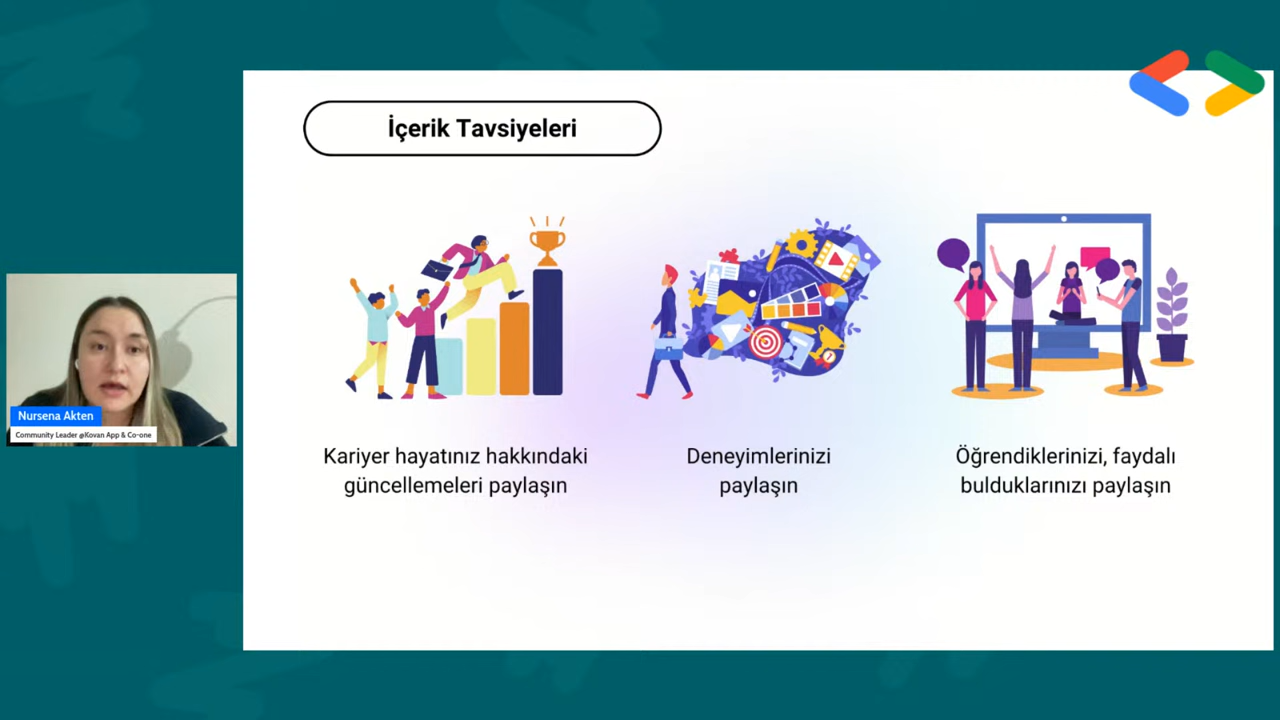 İçerik Tavsiyeleri
Kariyer hayatınız hakkındaki
güncellemeleri paylaşın
Deneyimlerinizi
paylaşın
Öğrendiklerinizi, faydalı
bulduklarınızı paylaşın
Nursena Akten
Community Leader @Kovan App & Co-one